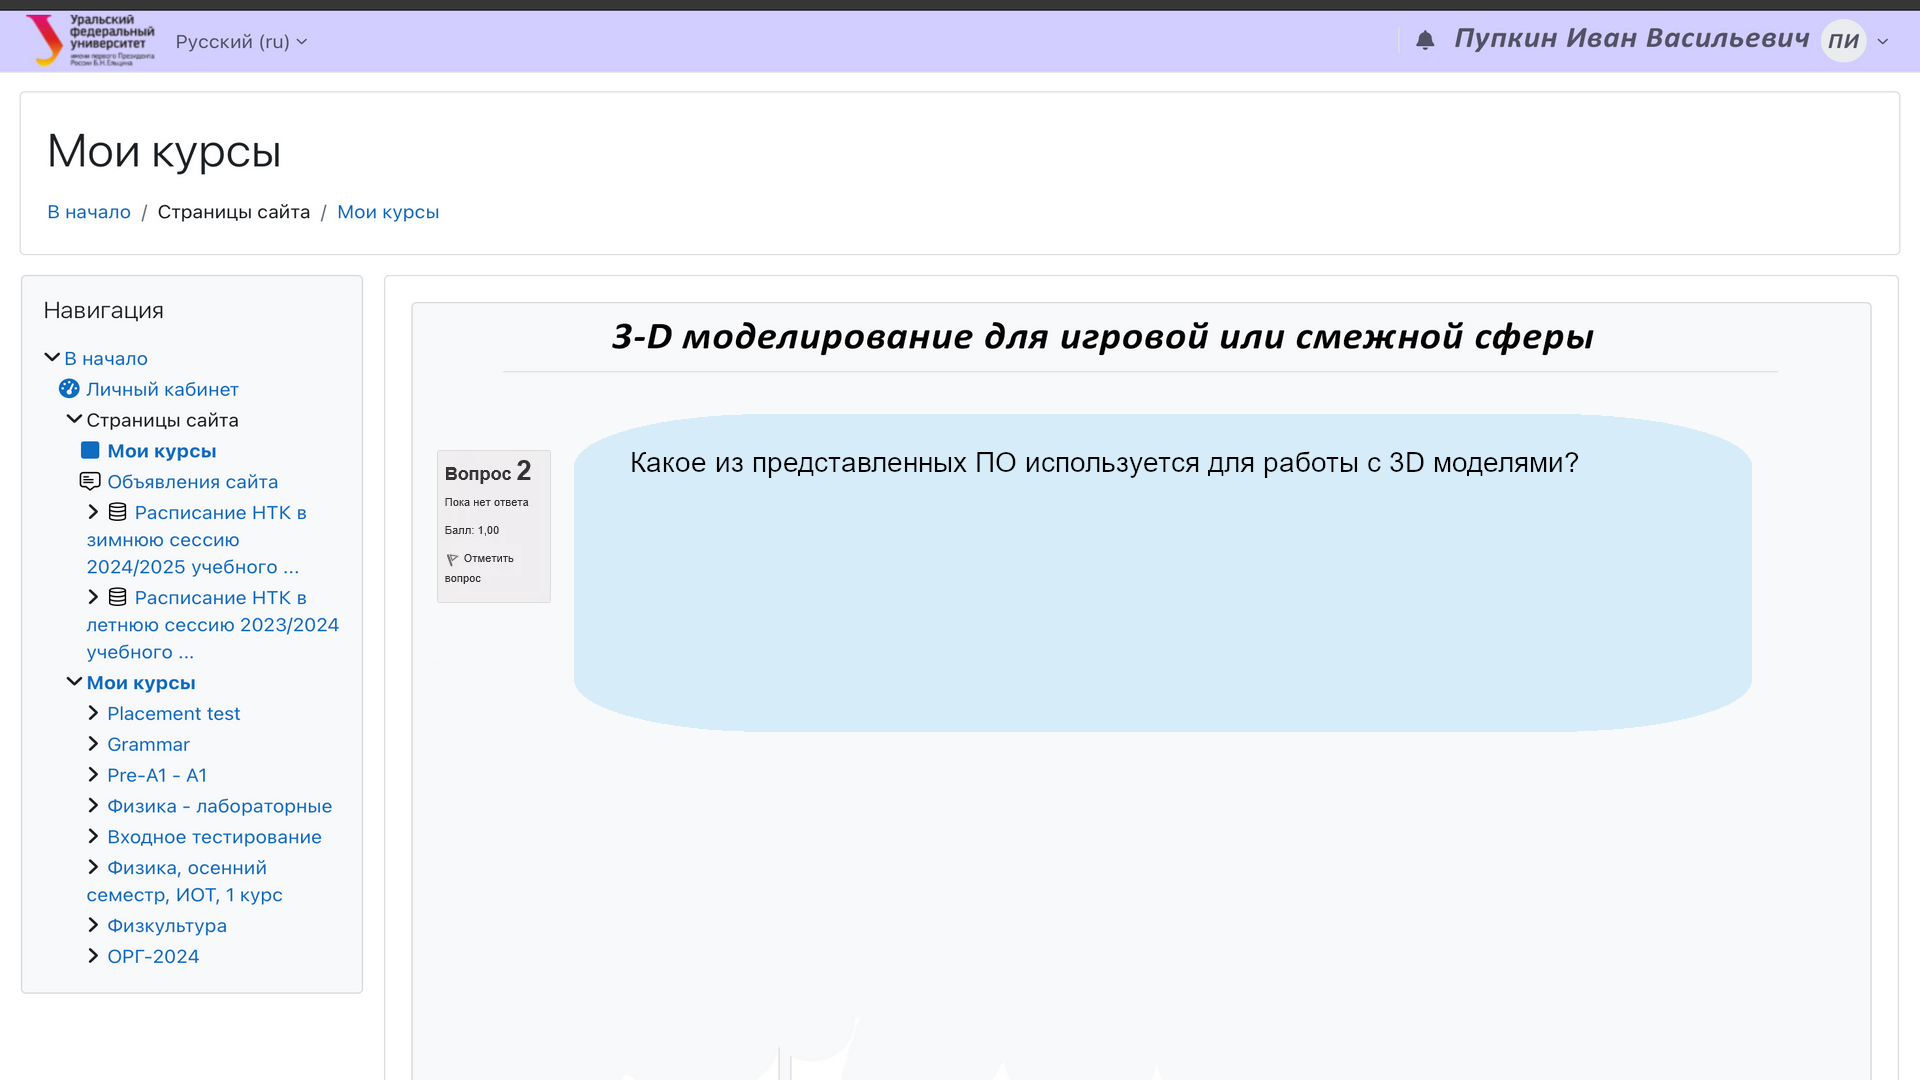 Уральский
федеральный
университет
имени первого Президента
России Б.Н.Ельцина
Русский (ru)
Пупкин Иван Васильевич
ПИ
Мои курсы
В начало / Страницы сайта / Мои курсы
Навигация
В начало
Личный кабинет
Страницы сайта
Мои курсы
Объявления сайта
Расписание НТК в
зимнюю сессию
2024/2025 учебного ...
Расписание НТК в
летнюю сессию 2023/2024
учебного ...
Мои курсы
Placement test
Grammar
Pre-A1 - A1
Физика - лабораторные
Входное тестирование
Физика, осенний
семестр, ИОТ, 1 курс
Физкультура
ОРГ-2024
3-D моделирование для игровой или смежной сферы
Вопрос 2
Пока нет ответа
Балл: 1,00
Отметить
вопрос
Какое из представленных ПО используется для работы с 3D моделями?